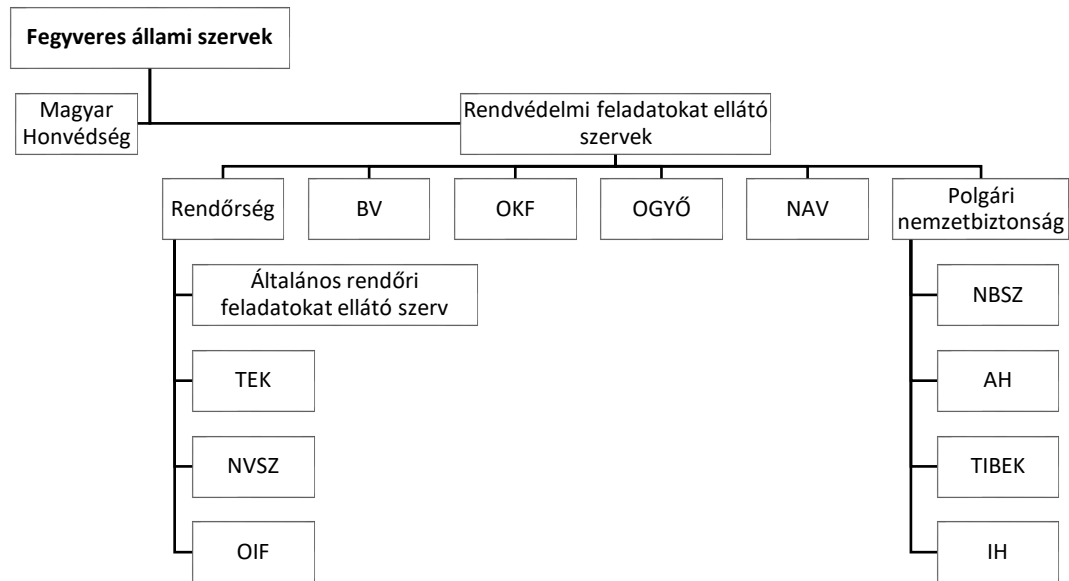 Fegyveres állami szervek
Magyar
Honvédség
Rendvédelmi feladatokat ellátó
szervek
Rendőrség
BV
OKF
OGYŐ
NAV
Polgári
nemzetbiztonság
Általános rendőri
feladatokat ellátó szerv
TEK
NVSZ
OIF
NBSZ
AH
TIBEK
IH